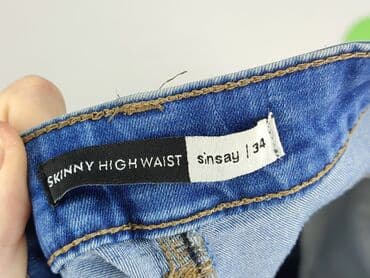 SKINNY HIGH WAIST sinsay | 34